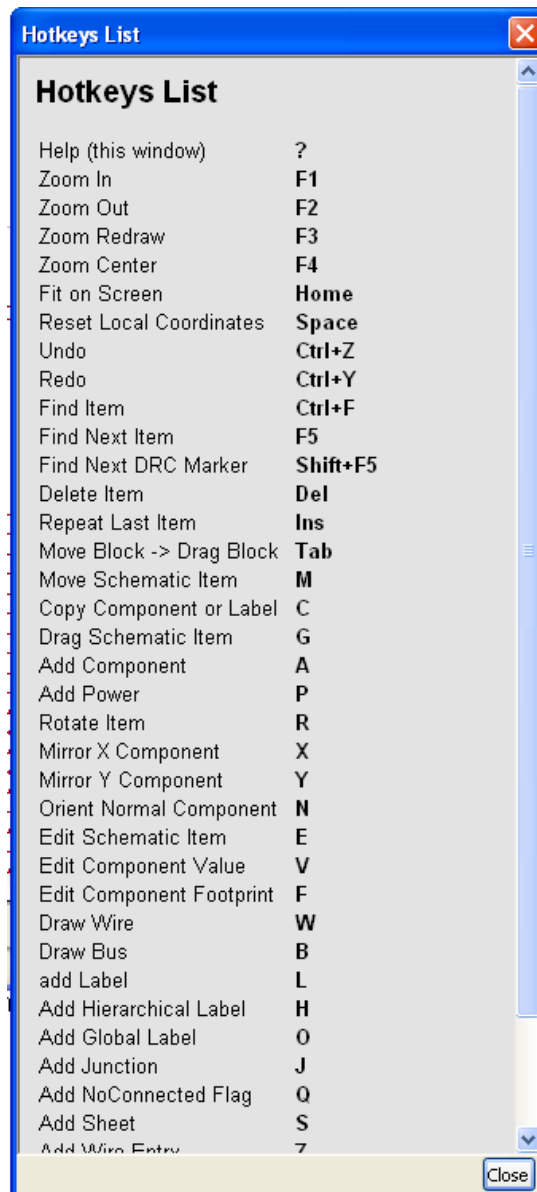 Hotkeys List
Hotkeys List
Help (this window) ?
Zoom In F1
Zoom Out F2
Zoom Redraw F3
Zoom Center F4
Fit on Screen Home
Reset Local Coordinates Space
Undo Ctrl+Z
Redo Ctrl+Y
Find Item Ctrl+F
Find Next Item F5
Find Next DRC Marker Shift+F5
Delete Item Del
Repeat Last Item Ins
Move Block -> Drag Block Tab
Move Schematic Item M
Copy Component or Label C
Drag Schematic Item G
Add Component A
Add Power P
Rotate Item R
Mirror X Component X
Mirror Y Component Y
Orient Normal Component N
Edit Schematic Item E
Edit Component Value V
Edit Component Footprint F
Draw Wire W
Draw Bus B
add Label L
Add Hierarchical Label H
Add Global Label O
Add Junction J
Add NoConnected Flag Q
Add Sheet S
Add Wire Entry Z
Close